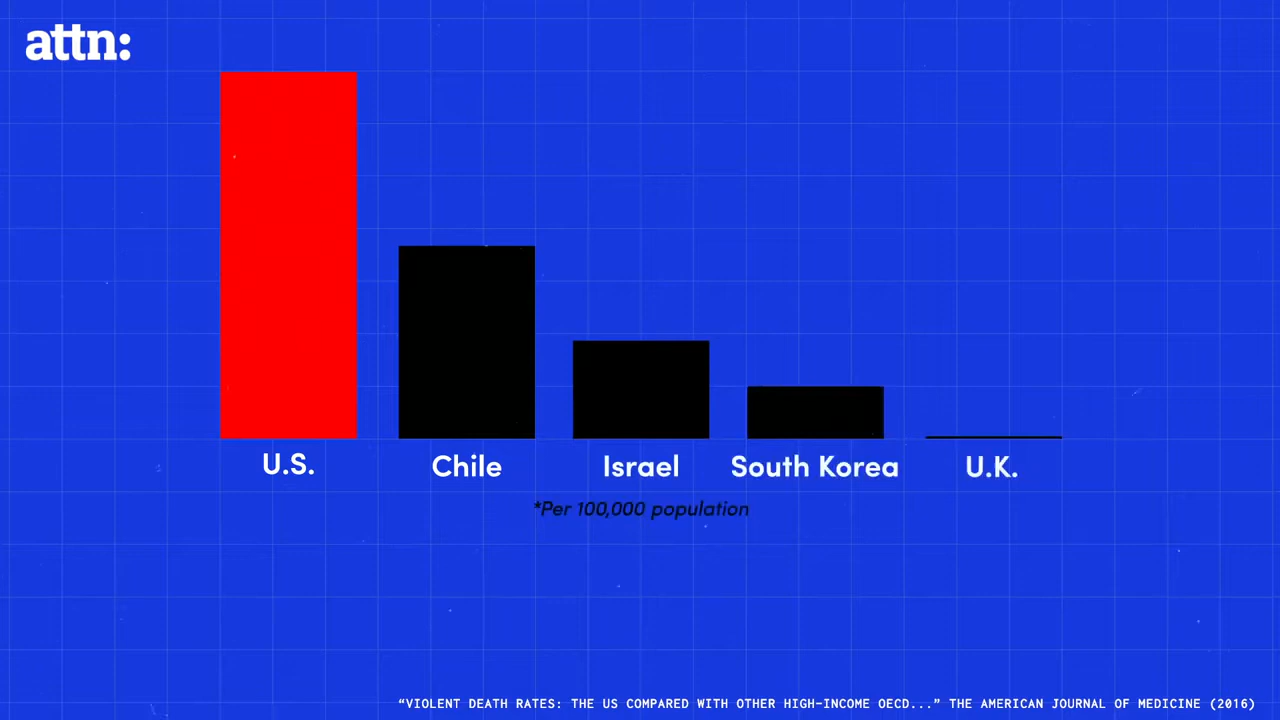 attn:
U.S. Chile Israel South Korea U.K.
*Per 100,000 population
“VIOLENT DEATH RATES: THE US COMPARED WITH OTHER HIGH-INCOME OECD...” THE AMERICAN JOURNAL OF MEDICINE (2016)